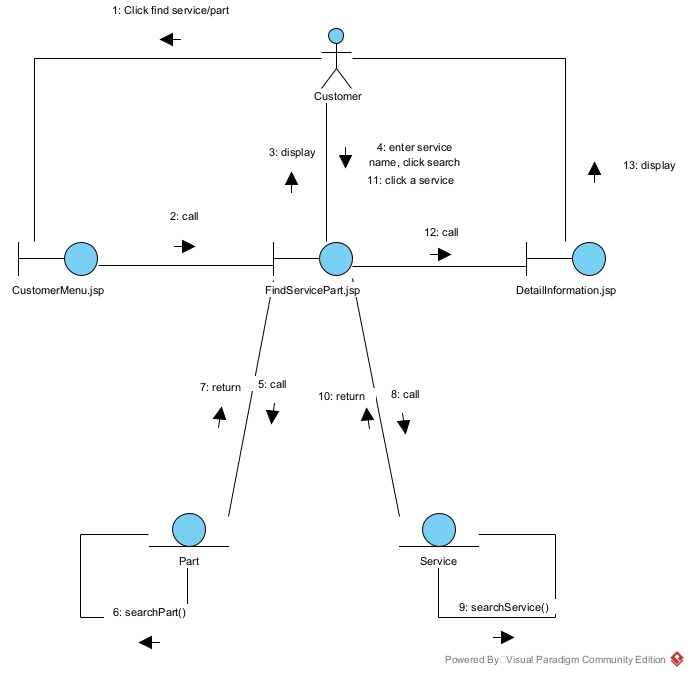 1: Click find service/part
Customer
3: display
4: enter service
name, click search
11: click a service
13: display
2: call
12: call
CustomerMenu.jsp
FindServicePart.jsp
DetailInformation.jsp
7: return
5: call
10: return
8: call
Part
Service
6: searchPart()
9: searchService()
Powered By Visual Paradigm Community Edition